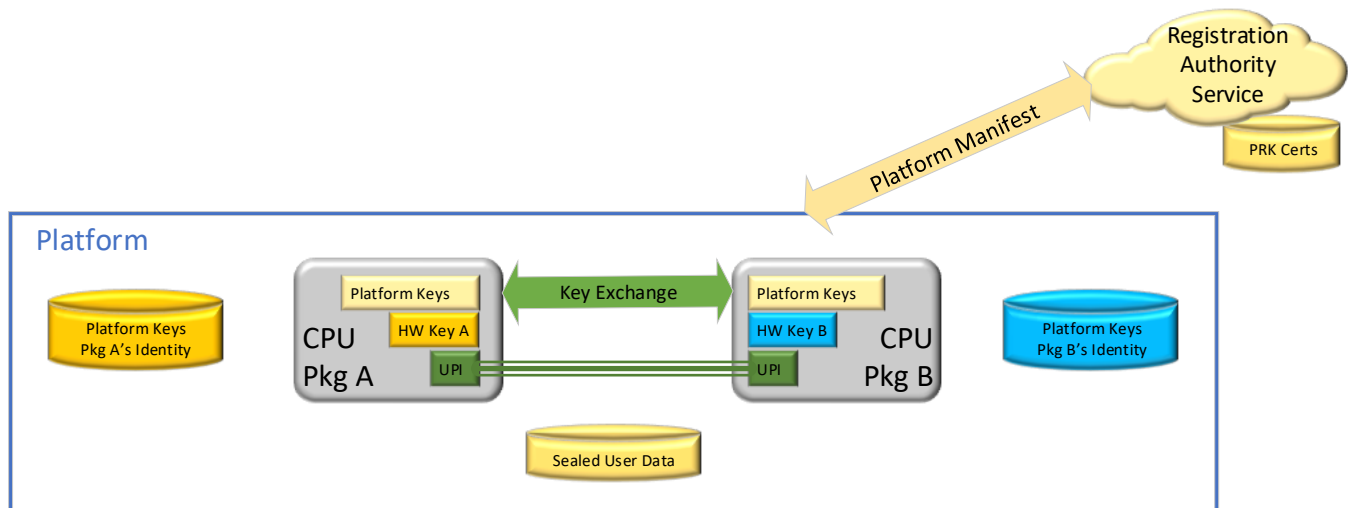 Registration
Authority
Service
PRK Certs
Platform Manifest
Platform
Platform Keys
Pkg A's Identity
Platform Keys
HW Key A
CPU
Pkg A
UPI
Key Exchange
Platform Keys
HW Key B
CPU
Pkg B
UPI
Platform Keys
Pkg B's Identity
Sealed User Data